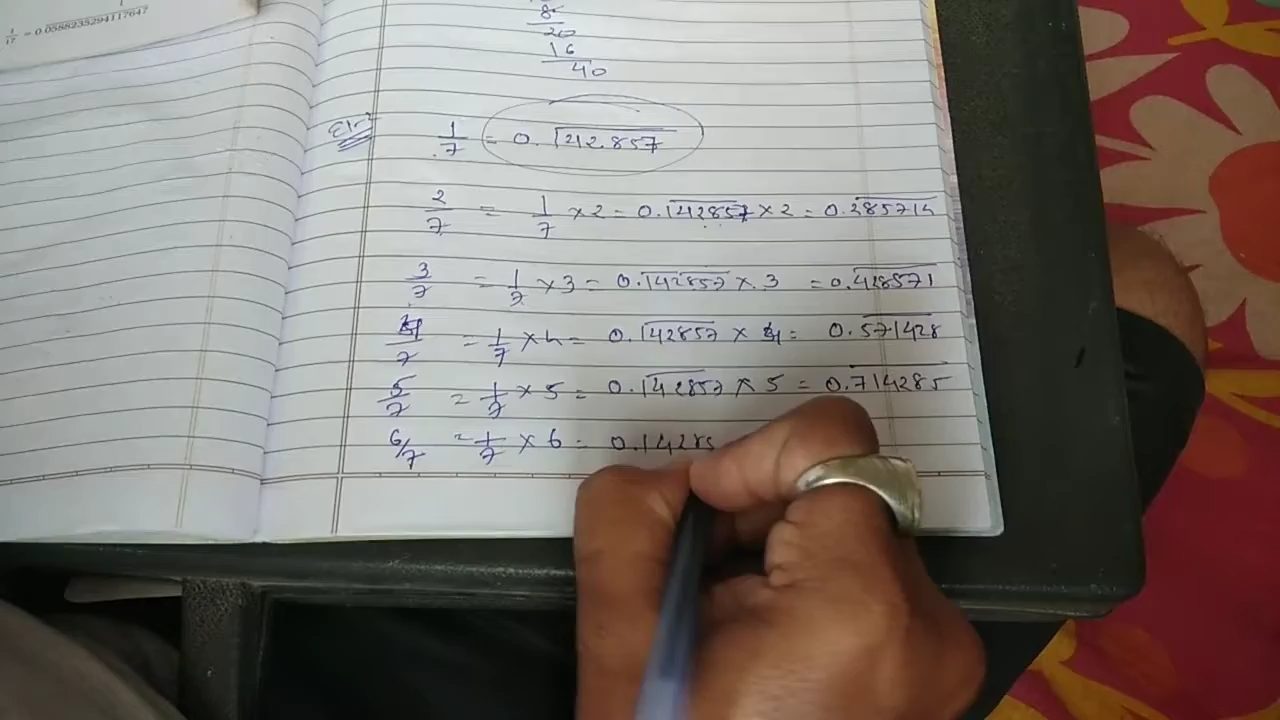 1/17 = 0.0588235294117647
8
20
16
40
1/7 = 0.142857
2/7 = 1/7 × 2 = 0.142857 × 2 = 0.285714
3/7 = 1/7 × 3 = 0.142857 × 3 = 0.428571
4/7 = 1/7 × 4 = 0.142857 × 4 = 0.571428
5/7 = 1/7 × 5 = 0.142857 × 5 = 0.714285
6/7 = 1/7 × 6 = 0.14285